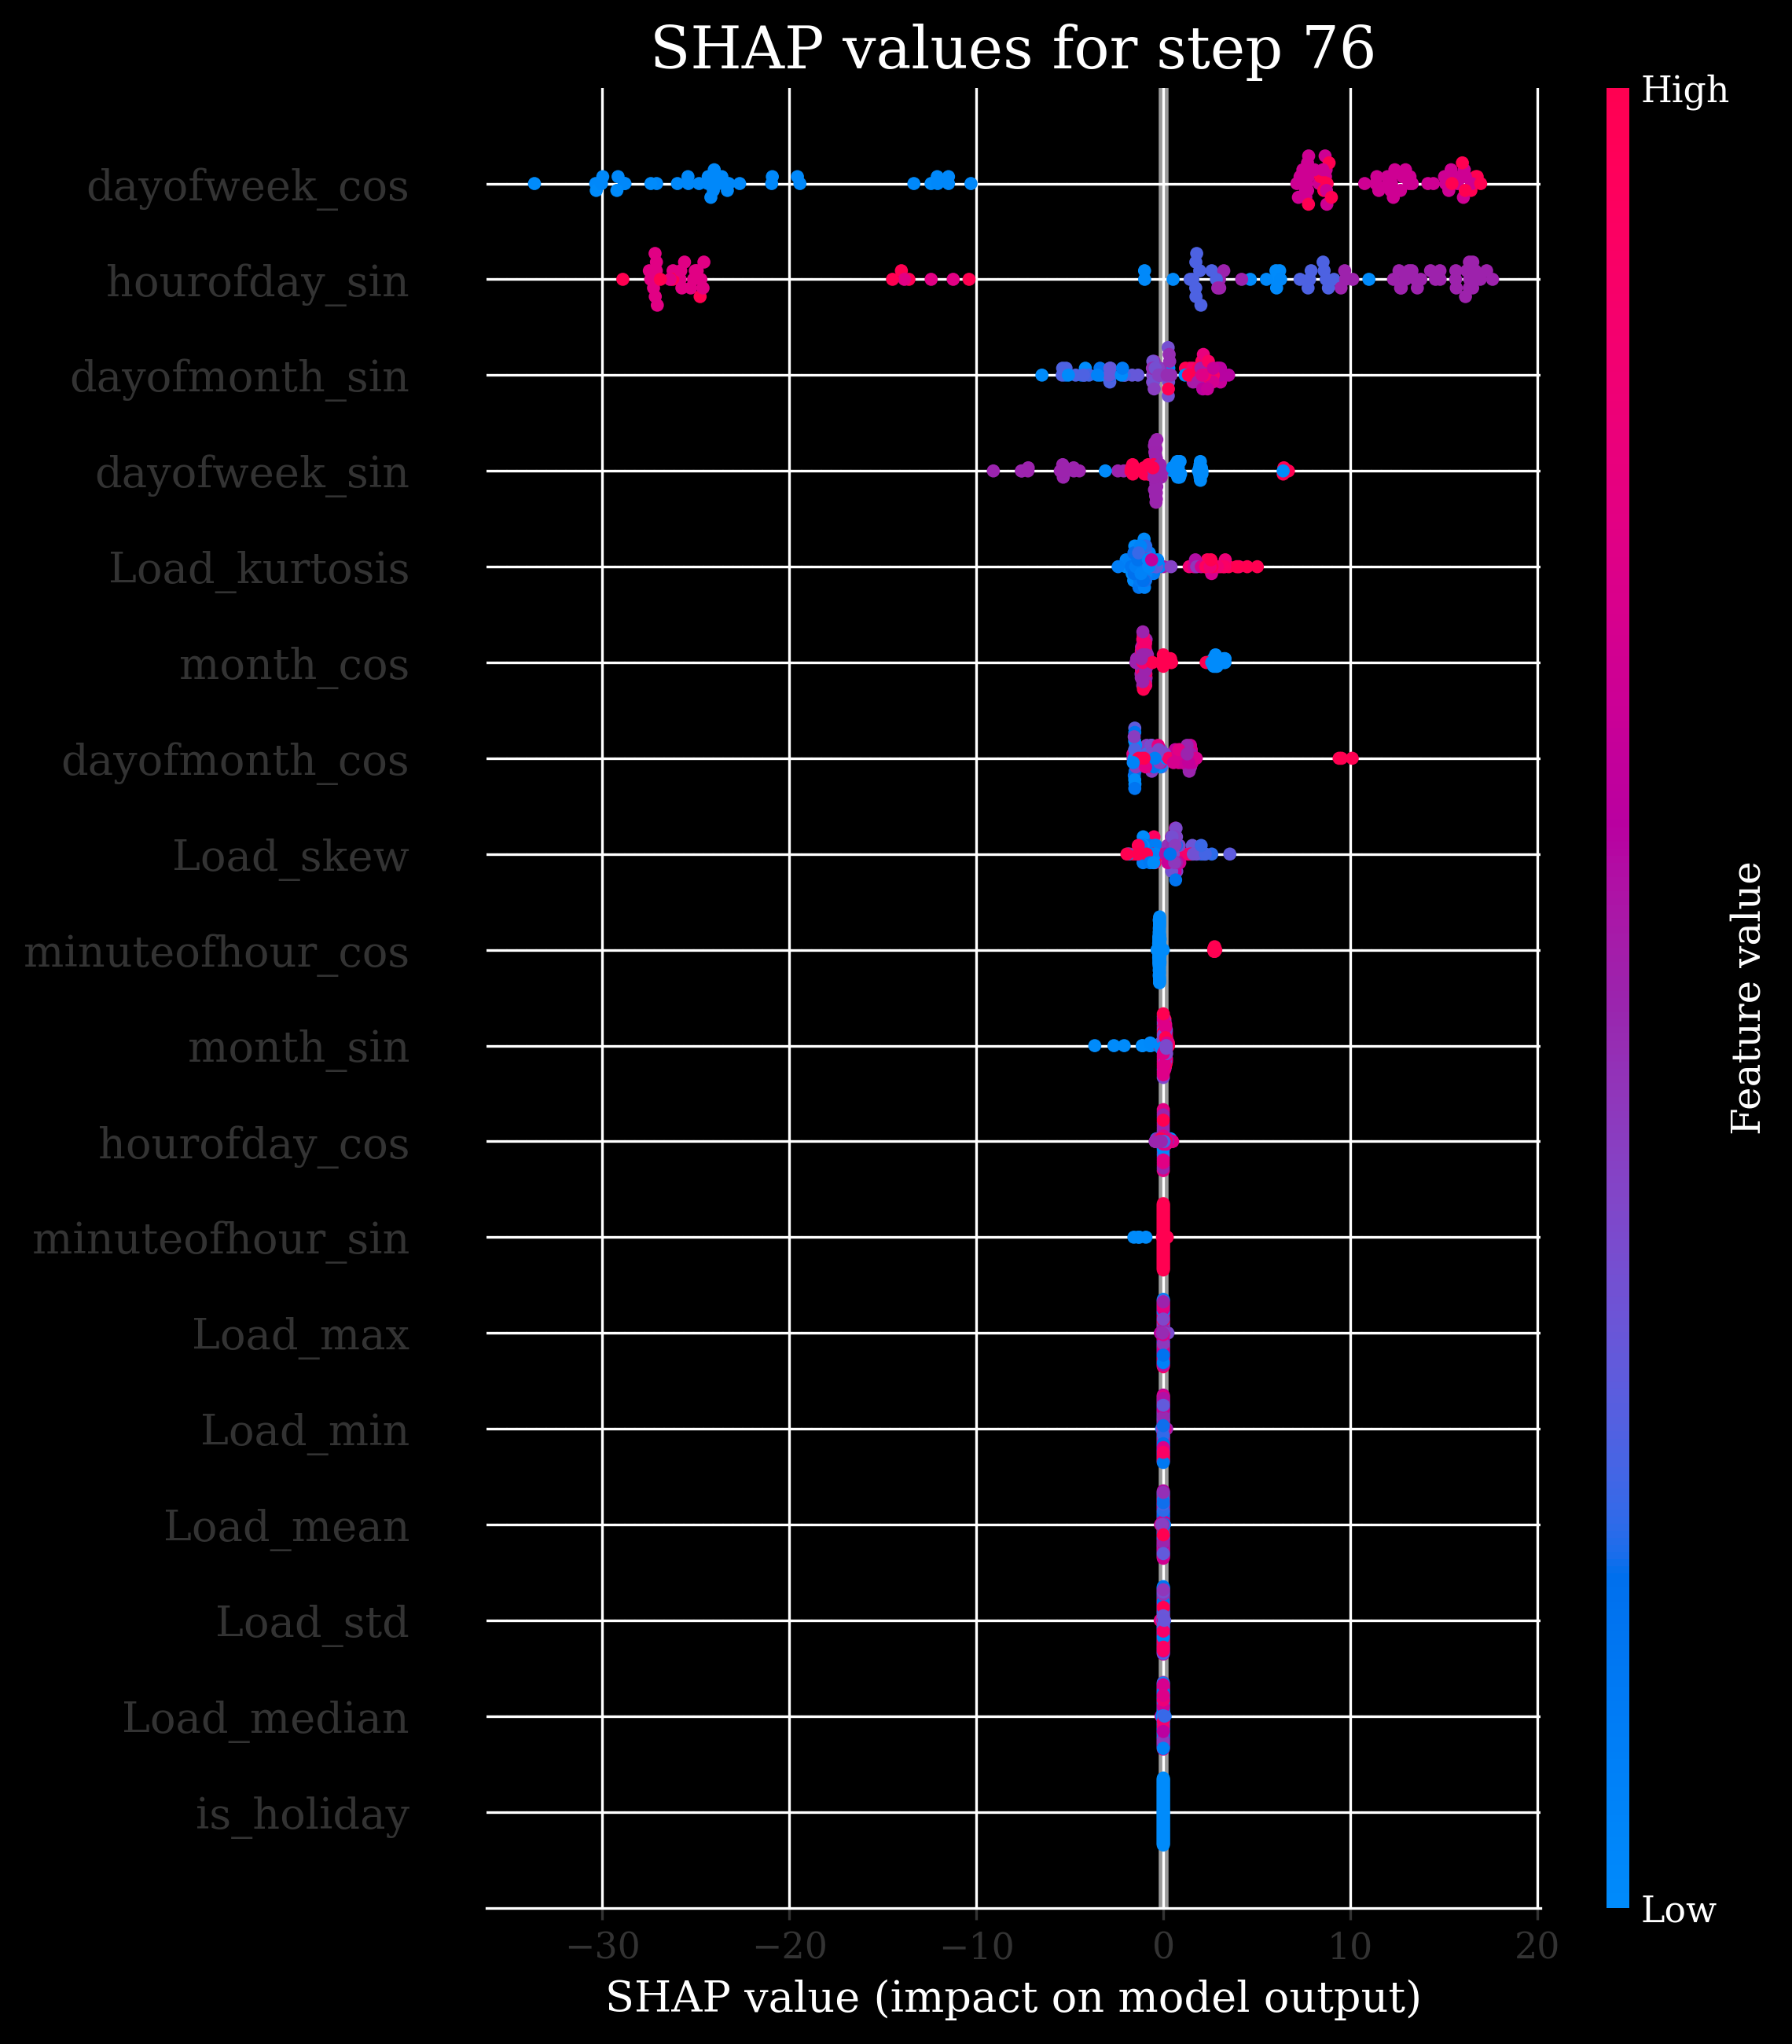 SHAP values for step 76
High
dayofweek_cos
hourofday_sin
dayofmonth_sin
dayofweek_sin
Load_kurtosis
month_cos
dayofmonth_cos
Load_skew
minuteofhour_cos
month_sin
hourofday_cos
minuteofhour_sin
Load_max
Load_min
Load_mean
Load_std
Load_median
is_holiday
Feature value
Low
−30 −20 −10 0 10 20
SHAP value (impact on model output)